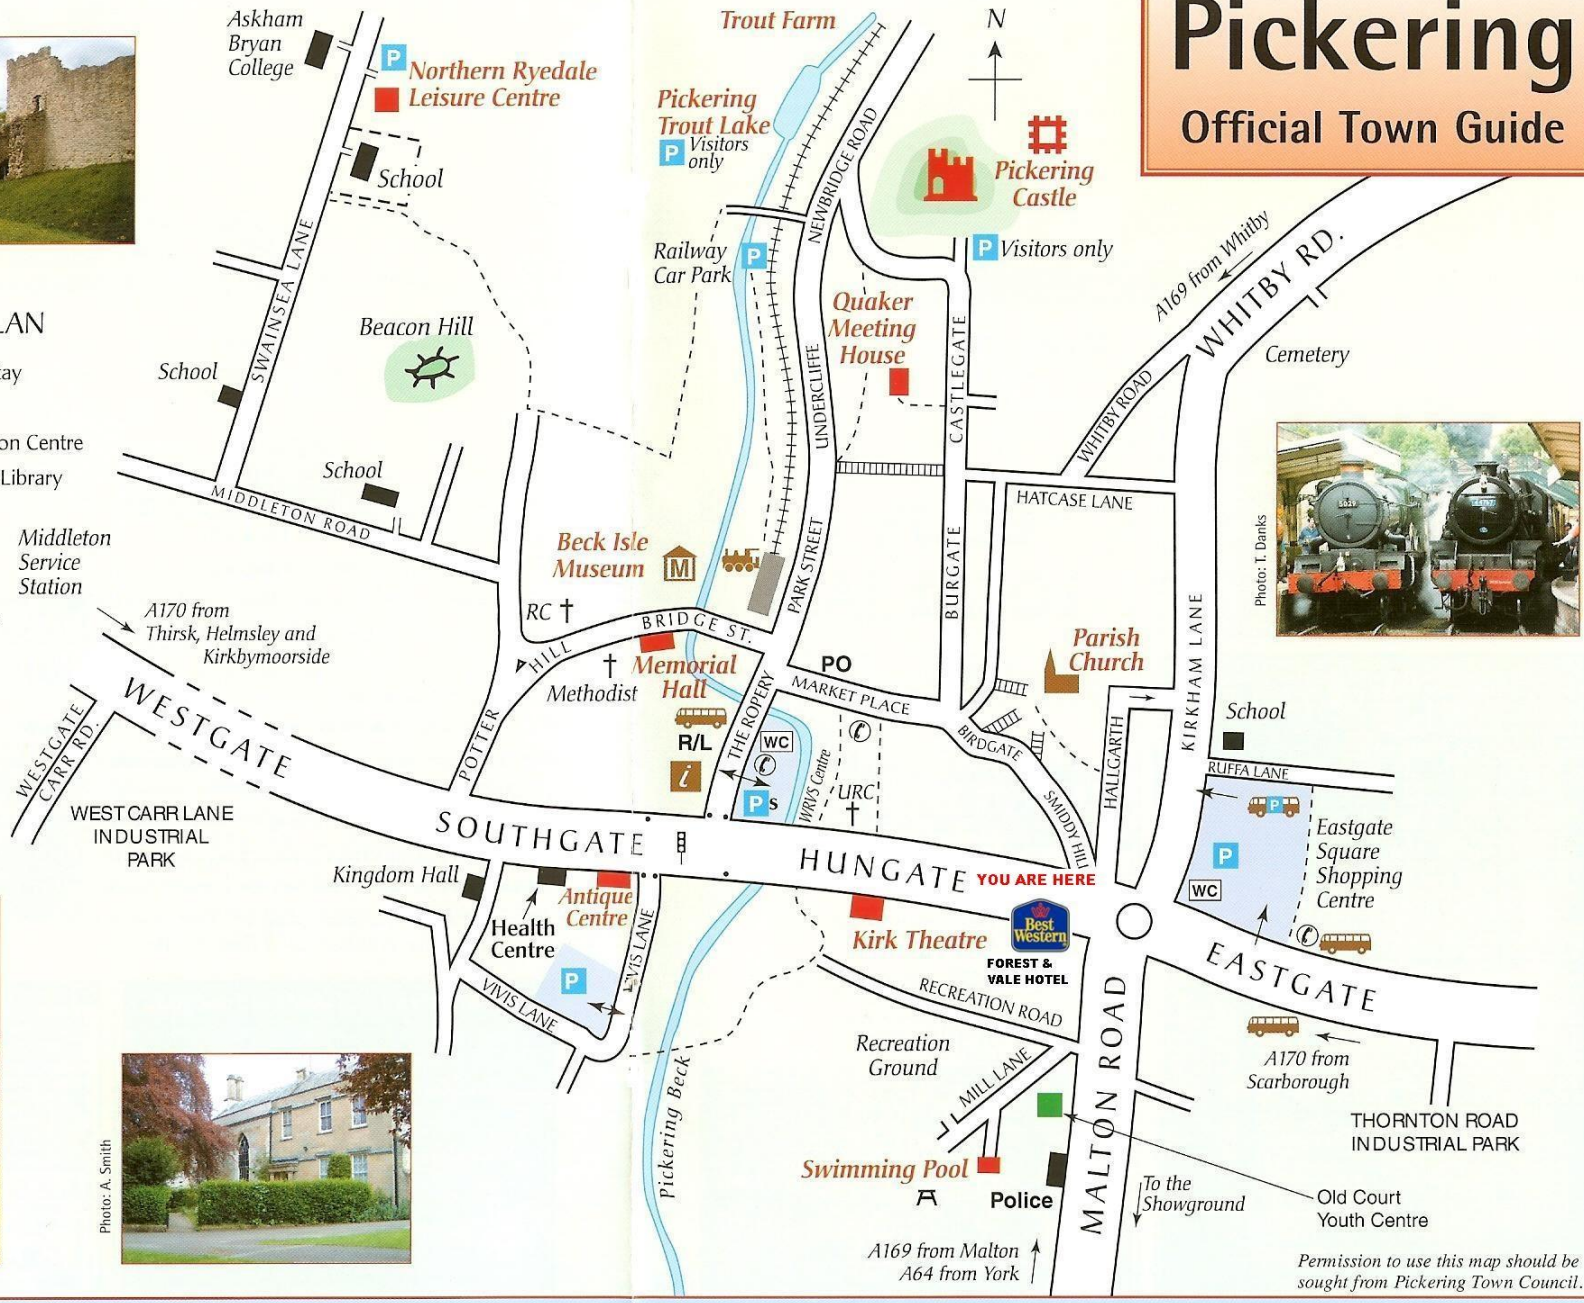 Pickering
Official Town Guide
Askham
Bryan
College
P
Northern Ryedale
Leisure Centre
School
Trout Farm
N
Pickering
Trout Lake
P
Visitors
only
NEWBRIDGE ROAD
Pickering
Castle
P
Visitors only
Railway
Car Park
P
A169 from Whitby
WHITBY RD.
SWAINSEA LANE
LAN
Beacon Hill
School
Quaker
Meeting
House
UNDERCLIFFE
CASTLEGATE
WHITBY ROAD
Cemetery
on Centre
Library
School
MIDDLETON ROAD
HATCASE LANE
Middleton
Service
Station
Beck Isle
Museum
M
PARK STREET
BURGATE
Photo: T. Danks
A170 from
Thirsk, Helmsley and
Kirkbymoorside
RC
BRIDGE ST.
HILL
Methodist
Memorial
Hall
PO
MARKET PLACE
Parish
Church
KIRKHAM LANE
WESTGATE
WESTGATE
CARR RD.
POTTER
R/L
i
THE ROPERY
WC
Ps
WRVS Centre
URC
BIRDGATE
HALLGARTH
SMIDDY HILL
School
RUFFA LANE
WEST CARR LANE
INDUSTRIAL
PARK
SOUTHGATE
HUNGATE
YOU ARE HERE
P
P
WC
Eastgate
Square
Shopping
Centre
Kingdom Hall
Health
Centre
Antique
Centre
Kirk Theatre
Best
Western
FOREST &
VALE HOTEL
EASTGATE
P
VIVIS LANE
VIVIS LANE
RECREATION ROAD
Recreation
Ground
MILL LANE
MALTON ROAD
A170 from
Scarborough
THORNTON ROAD
INDUSTRIAL PARK
Pickering Beck
Swimming Pool
Police
To the
Showground
Old Court
Youth Centre
A169 from Malton
A64 from York
Photo: A. Smith
Permission to use this map should be
sought from Pickering Town Council.